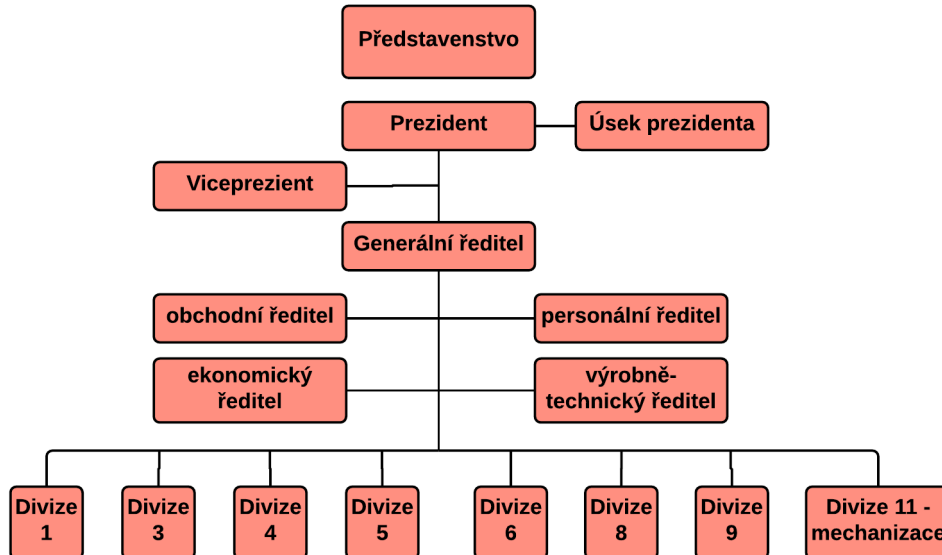 Představenstvo
Prezident
Úsek prezidenta
Viceprezient
Generální ředitel
obchodní ředitel
personální ředitel
ekonomický
ředitel
výrobně-
technický ředitel
Divize
1
Divize
3
Divize
4
Divize
5
Divize
6
Divize
8
Divize
9
Divize 11 -
mechanizace